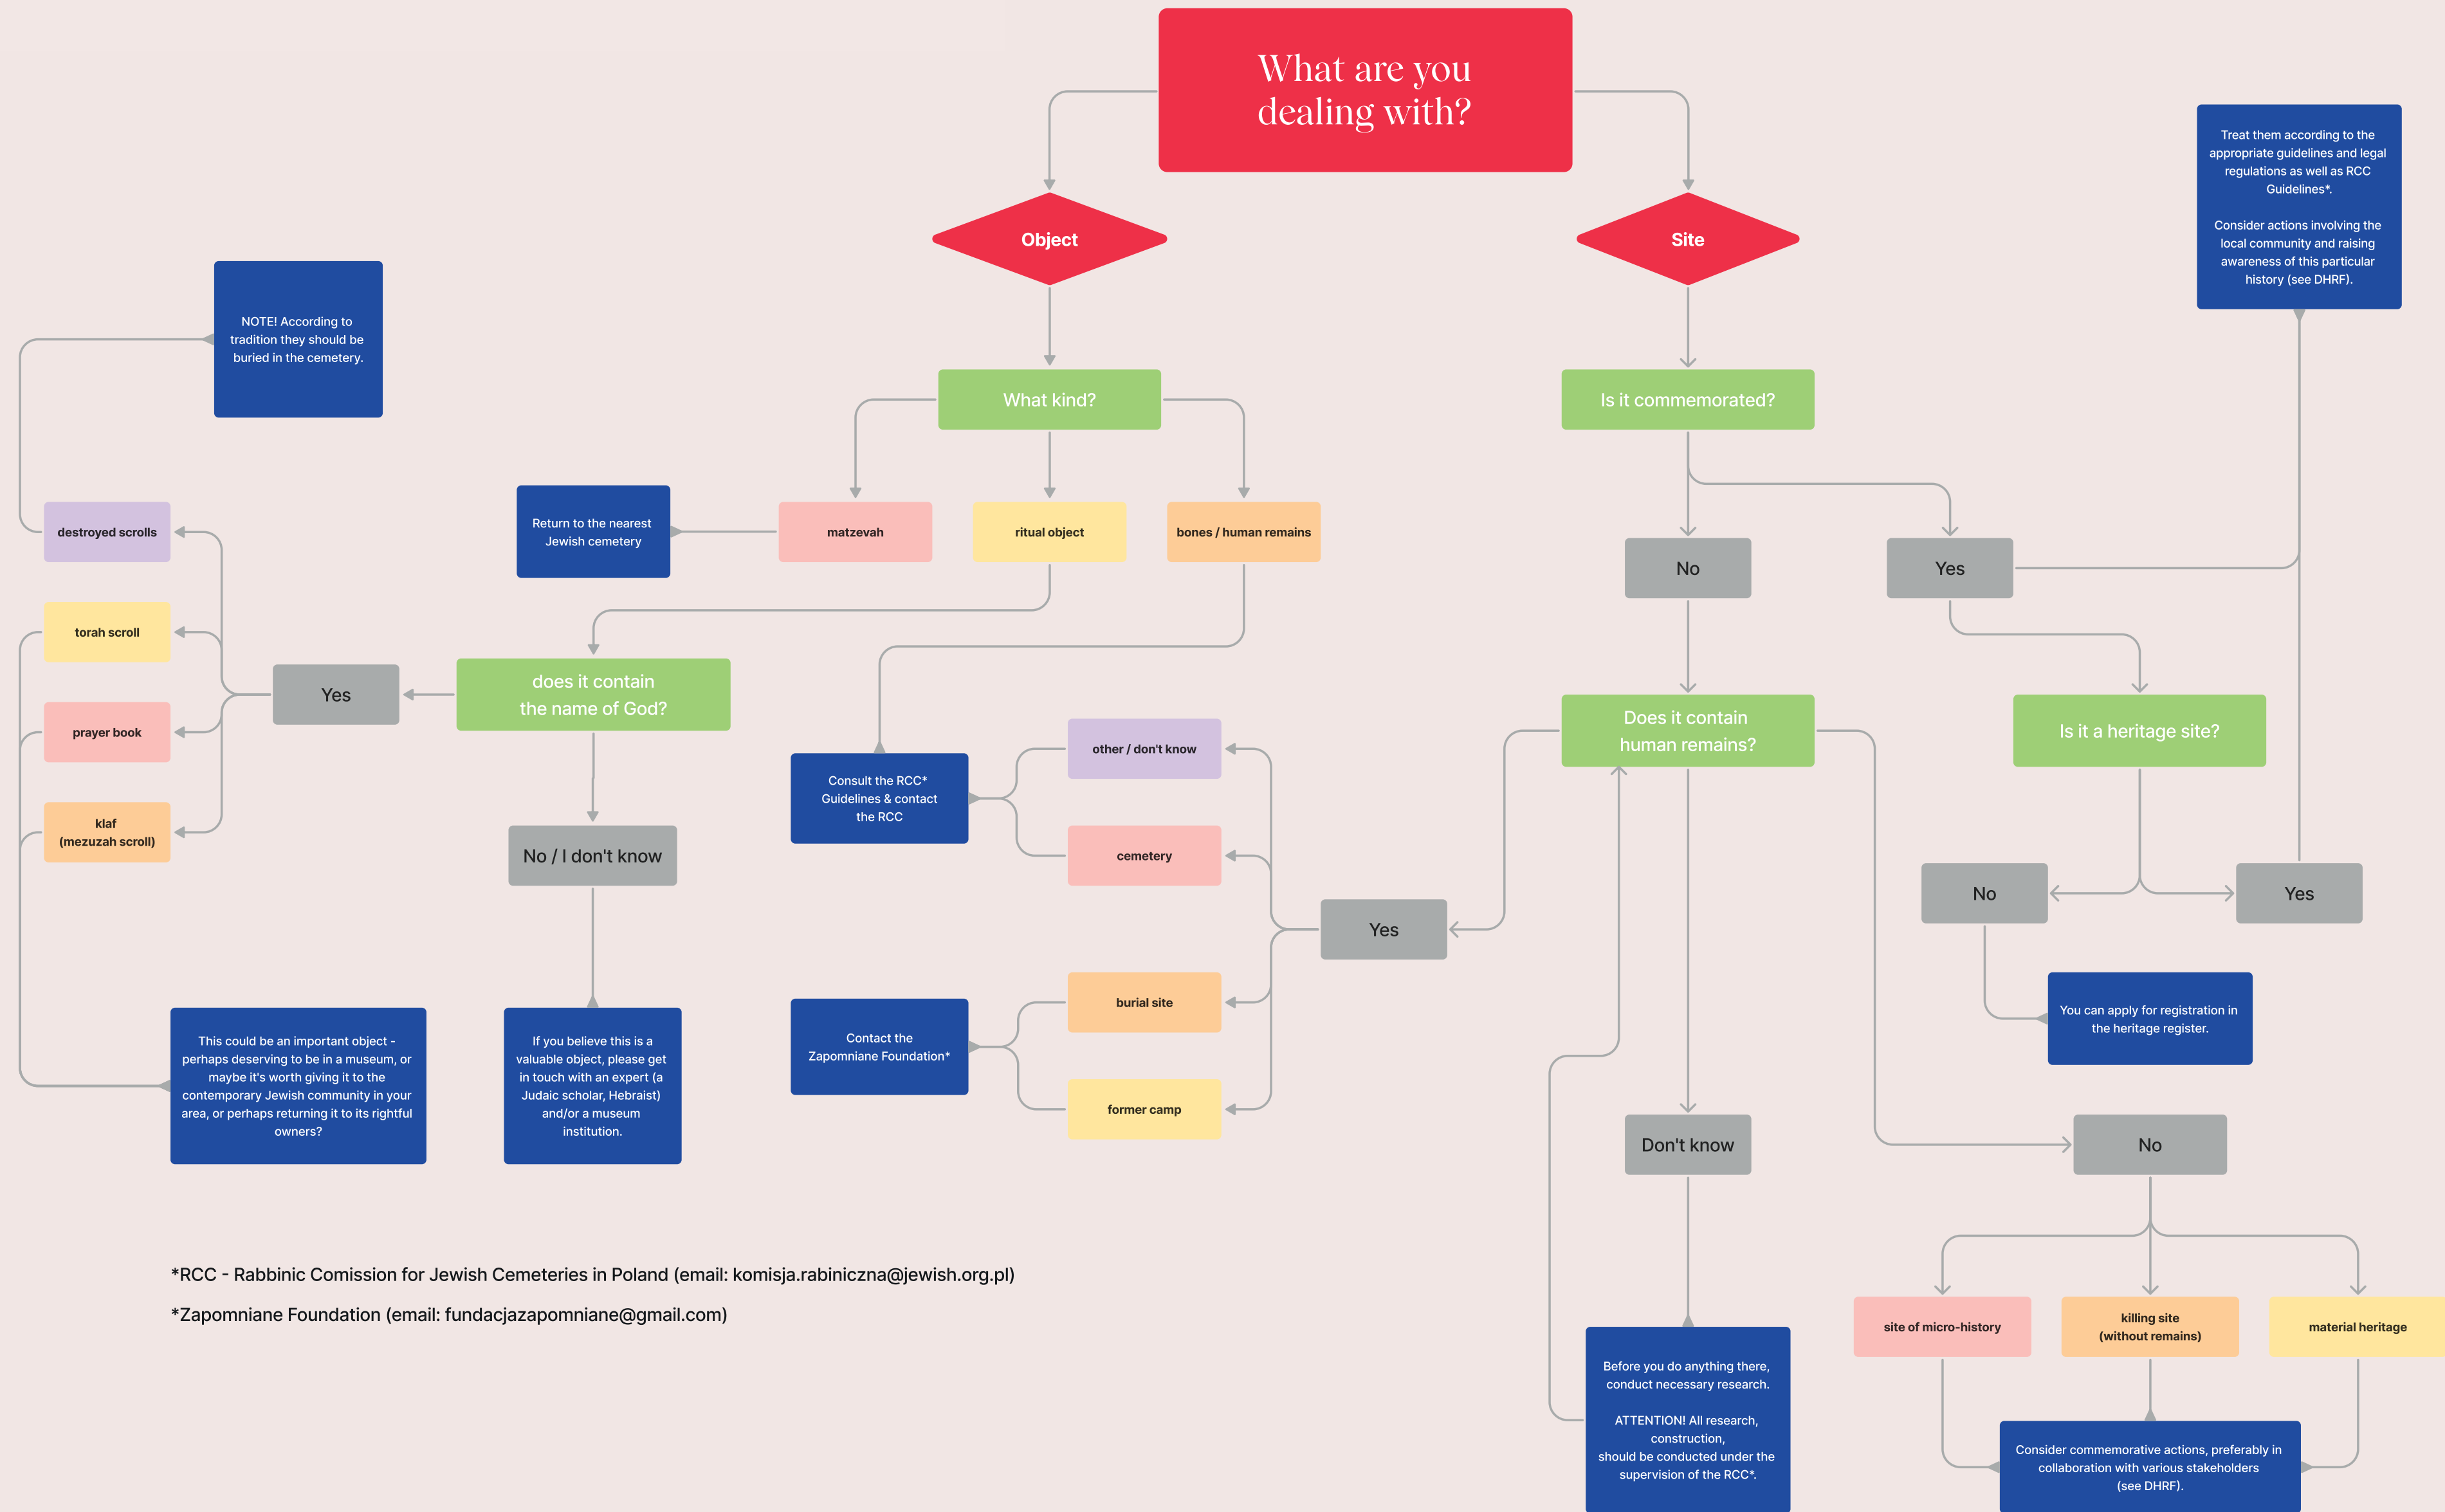 What are you
dealing with?
Object
Site
Treat them according to the
appropriate guidelines and legal
regulations as well as RCC
Guidelines*.
Consider actions involving the
local community and raising
awareness of this particular
history (see DHRF).
NOTE! According to
tradition they should be
buried in the cemetery.
What kind?
Is it commemorated?
Return to the nearest
Jewish cemetery
matzevah
ritual object
bones / human remains
destroyed scrolls
No
Yes
torah scroll
does it contain
the name of God?
Yes
prayer book
klaf
(mezuzah scroll)
Does it contain
human remains?
Is it a heritage site?
other / don't know
Consult the RCC*
Guidelines & contact
the RCC
cemetery
No / I don't know
No
Yes
Yes
burial site
Contact the
Zapomniane Foundation*
former camp
You can apply for registration in
the heritage register.
This could be an important object -
perhaps deserving to be in a museum, or
maybe it's worth giving it to the
contemporary Jewish community in your
area, or perhaps returning it to its rightful
owners?
If you believe this is a
valuable object, please get
in touch with an expert (a
Judaic scholar, Hebraist)
and/or a museum
institution.
Don't know
No
*RCC - Rabbinic Comission for Jewish Cemeteries in Poland (email: komisja.rabiniczna@jewish.org.pl)
*Zapomniane Foundation (email: fundacjazapomniane@gmail.com)
site of micro-history
killing site
(without remains)
material heritage
Before you do anything there,
conduct necessary research.
ATTENTION! All research,
construction,
should be conducted under the
supervision of the RCC*.
Consider commemorative actions, preferably in
collaboration with various stakeholders
(see DHRF).